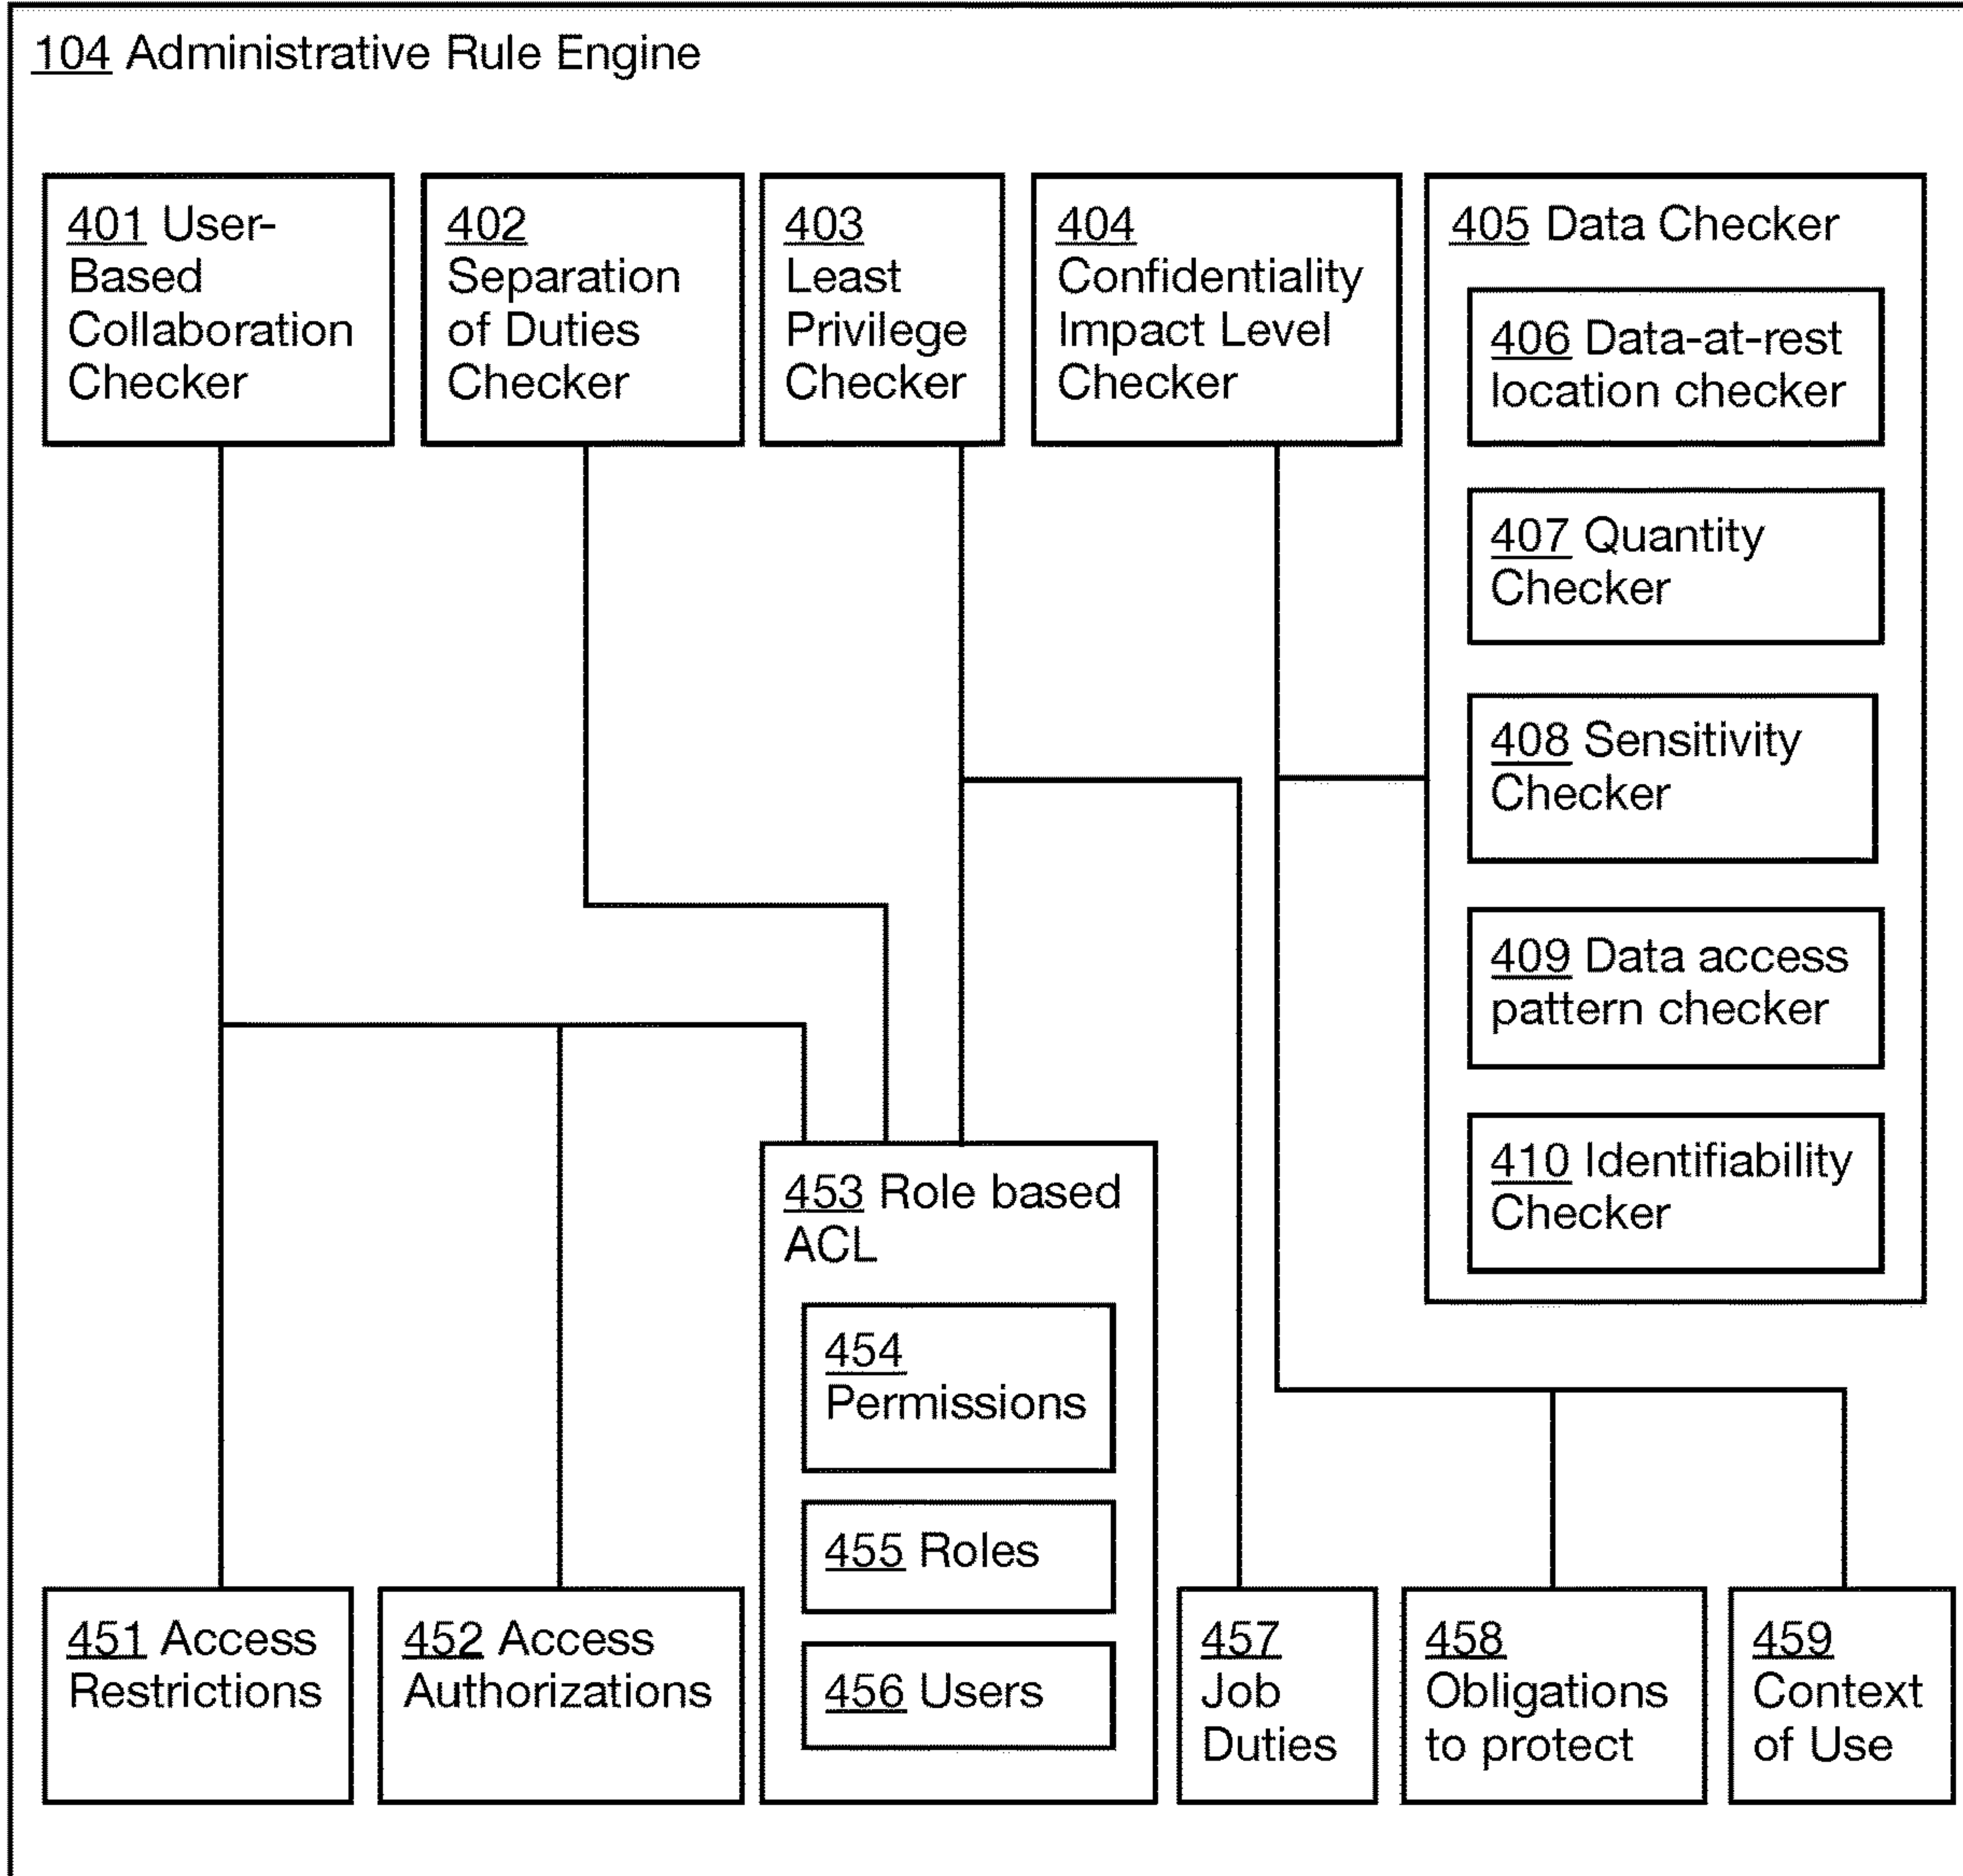 104 Administrative Rule Engine
401 User-
Based
Collaboration
Checker
402
Separation
of Duties
Checker
403
Least
Privilege
Checker
404
Confidentiality
Impact Level
Checker
405 Data Checker
406 Data-at-rest
location checker
407 Quantity
Checker
408 Sensitivity
Checker
409 Data access
pattern checker
410 Identifiability
Checker
451 Access
Restrictions
452 Access
Authorizations
453 Role based
ACL
454
Permissions
455 Roles
456 Users
457
Job
Duties
458
Obligations
to protect
459
Context
of Use